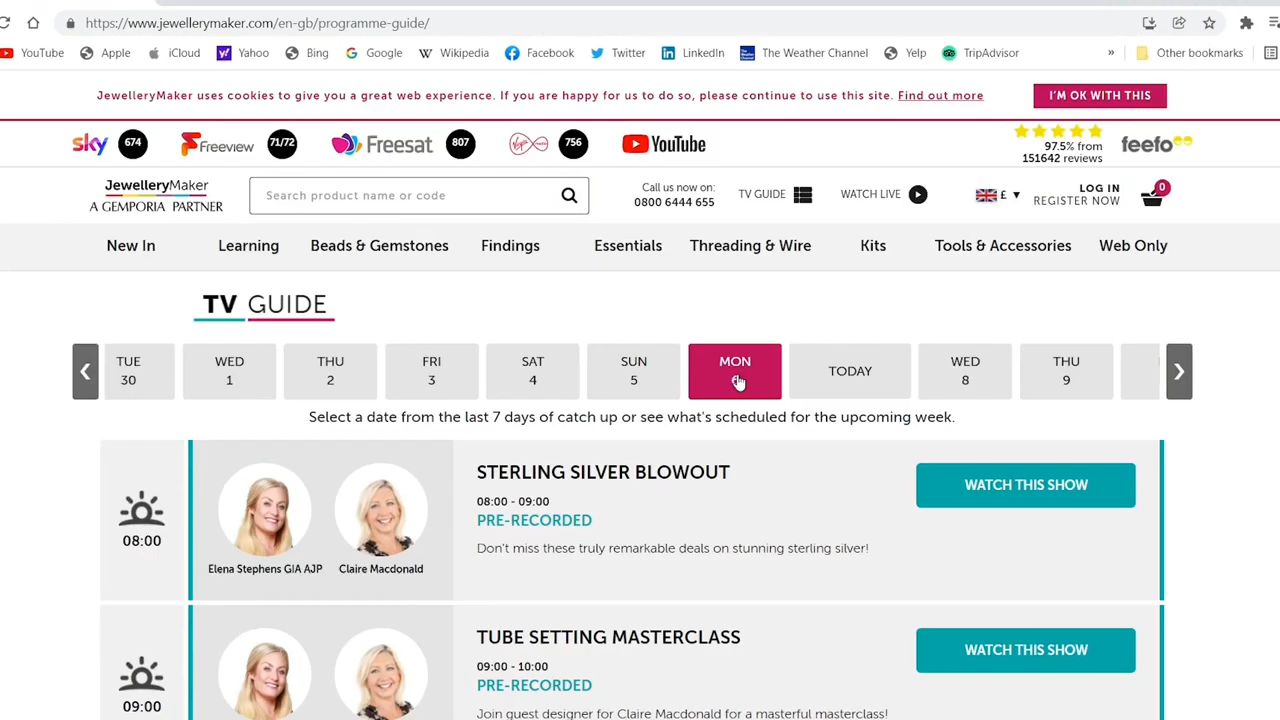 https://www.jewellerymaker.com/en-gb/programme-guide/
YouTube Apple iCloud Yahoo Bing Google Wikipedia Facebook Twitter LinkedIn The Weather Channel Yelp TripAdvisor » Other bookmarks
JewelleryMaker uses cookies to give you a great web experience. If you are happy for us to do so, please continue to use this site. Find out more
I'M OK WITH THIS
sky 674 Freeview 71/72 Freesat 807 756 YouTube
97.5% from
151642 reviews
feefo
JewelleryMaker
A GEMPORIA PARTNER
Search product name or code
Call us now on:
0800 6444 655
TV GUIDE
WATCH LIVE
£ ▼
LOG IN
REGISTER NOW
0
New In Learning Beads & Gemstones Findings Essentials Threading & Wire Kits Tools & Accessories Web Only
TV GUIDE
TUE
30
WED
1
THU
2
FRI
3
SAT
4
SUN
5
MON
TODAY
WED
8
THU
9
Select a date from the last 7 days of catch up or see what's scheduled for the upcoming week.
08:00
Elena Stephens GIA AJP
Claire Macdonald
STERLING SILVER BLOWOUT
08:00 - 09:00
PRE-RECORDED
Don't miss these truly remarkable deals on stunning sterling silver!
WATCH THIS SHOW
09:00
TUBE SETTING MASTERCLASS
09:00 - 10:00
PRE-RECORDED
Join guest designer for Claire Macdonald for a masterful masterclass!
WATCH THIS SHOW